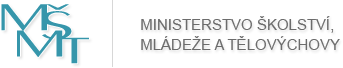 MŠ
MT
MINISTERSTVO ŠKOLSTVÍ,
MLÁDEŽE A TĚLOVÝCHOVY